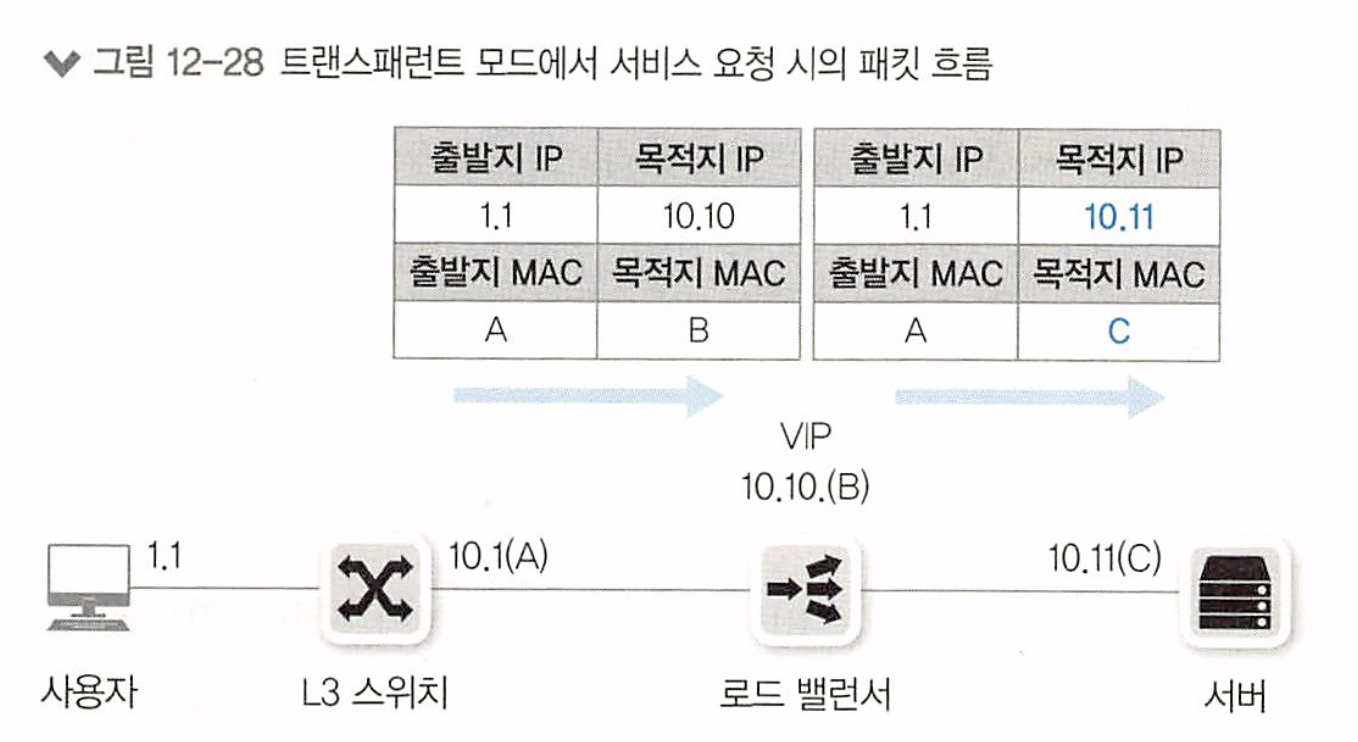 그림 12-28 트랜스패런트 모드에서 서비스 요청 시의 패킷 흐름
출발지 IP 목적지 IP 출발지 IP 목적지 IP
1.1 10.10 1.1 10.11
출발지 MAC 목적지 MAC 출발지 MAC 목적지 MAC
A B A C
VIP
10.10.(B)
1.1 10.1(A) 10.11(C)
사용자 L3 스위치 로드 밸런서 서버